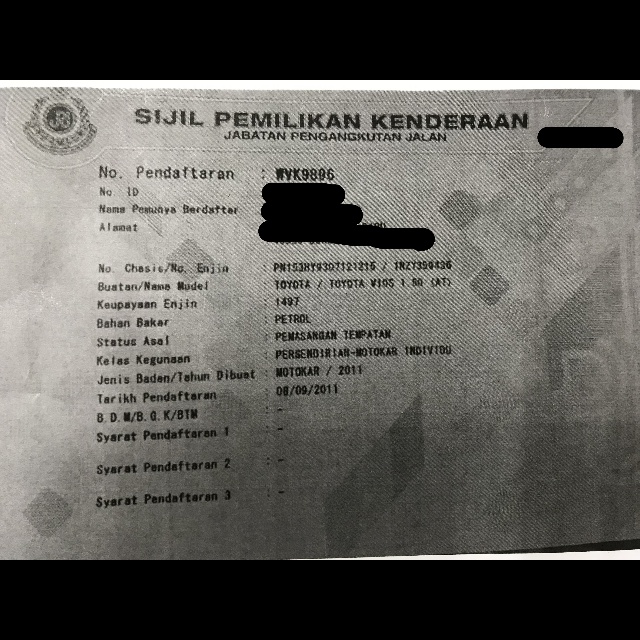 SIJIL PEMILIKAN KENDERAAN
JABATAN PENGANGKUTAN JALAN
No. Pendaftaran : WVK9896
No. ID
Nama Pemunya Berdaftar
Alamat
No. Chasis/No. Enjin : PN153HY9307121215 / 1NZY359436
Buatan/Nama Model : TOYOTA / TOYOTA VIOS 1.5G (AT)
Keupayaan Enjin : 1497
Bahan Bakar : PETROL
Status Asal : PEMASANGAN TEMPATAN
Kelas Kegunaan : PERSENDIRIAN-MOTOKAR INDIVIDU
Jenis Badan/Tahun Dibuat : MOTOKAR / 2011
Tarikh Pendaftaran : 08/09/2011
B.D.M/B.G.K/BTM : -
Syarat Pendaftaran 1 : -
Syarat Pendaftaran 2 : -
Syarat Pendaftaran 3 : -